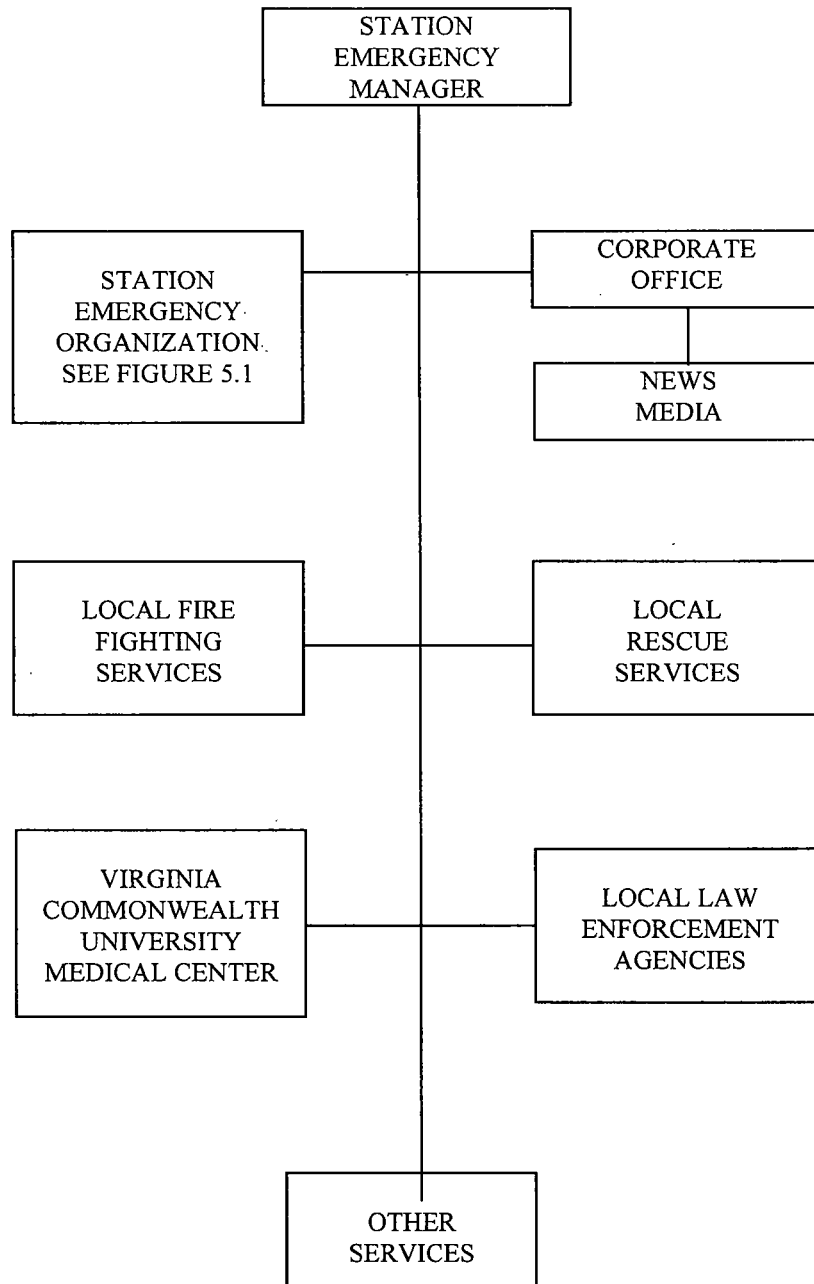 STATION
EMERGENCY
MANAGER
STATION
EMERGENCY
ORGANIZATION
SEE FIGURE 5.1
CORPORATE
OFFICE
NEWS
MEDIA
LOCAL FIRE
FIGHTING
SERVICES
LOCAL
RESCUE
SERVICES
VIRGINIA
COMMONWEALTH
UNIVERSITY
MEDICAL CENTER
LOCAL LAW
ENFORCEMENT
AGENCIES
OTHER
SERVICES